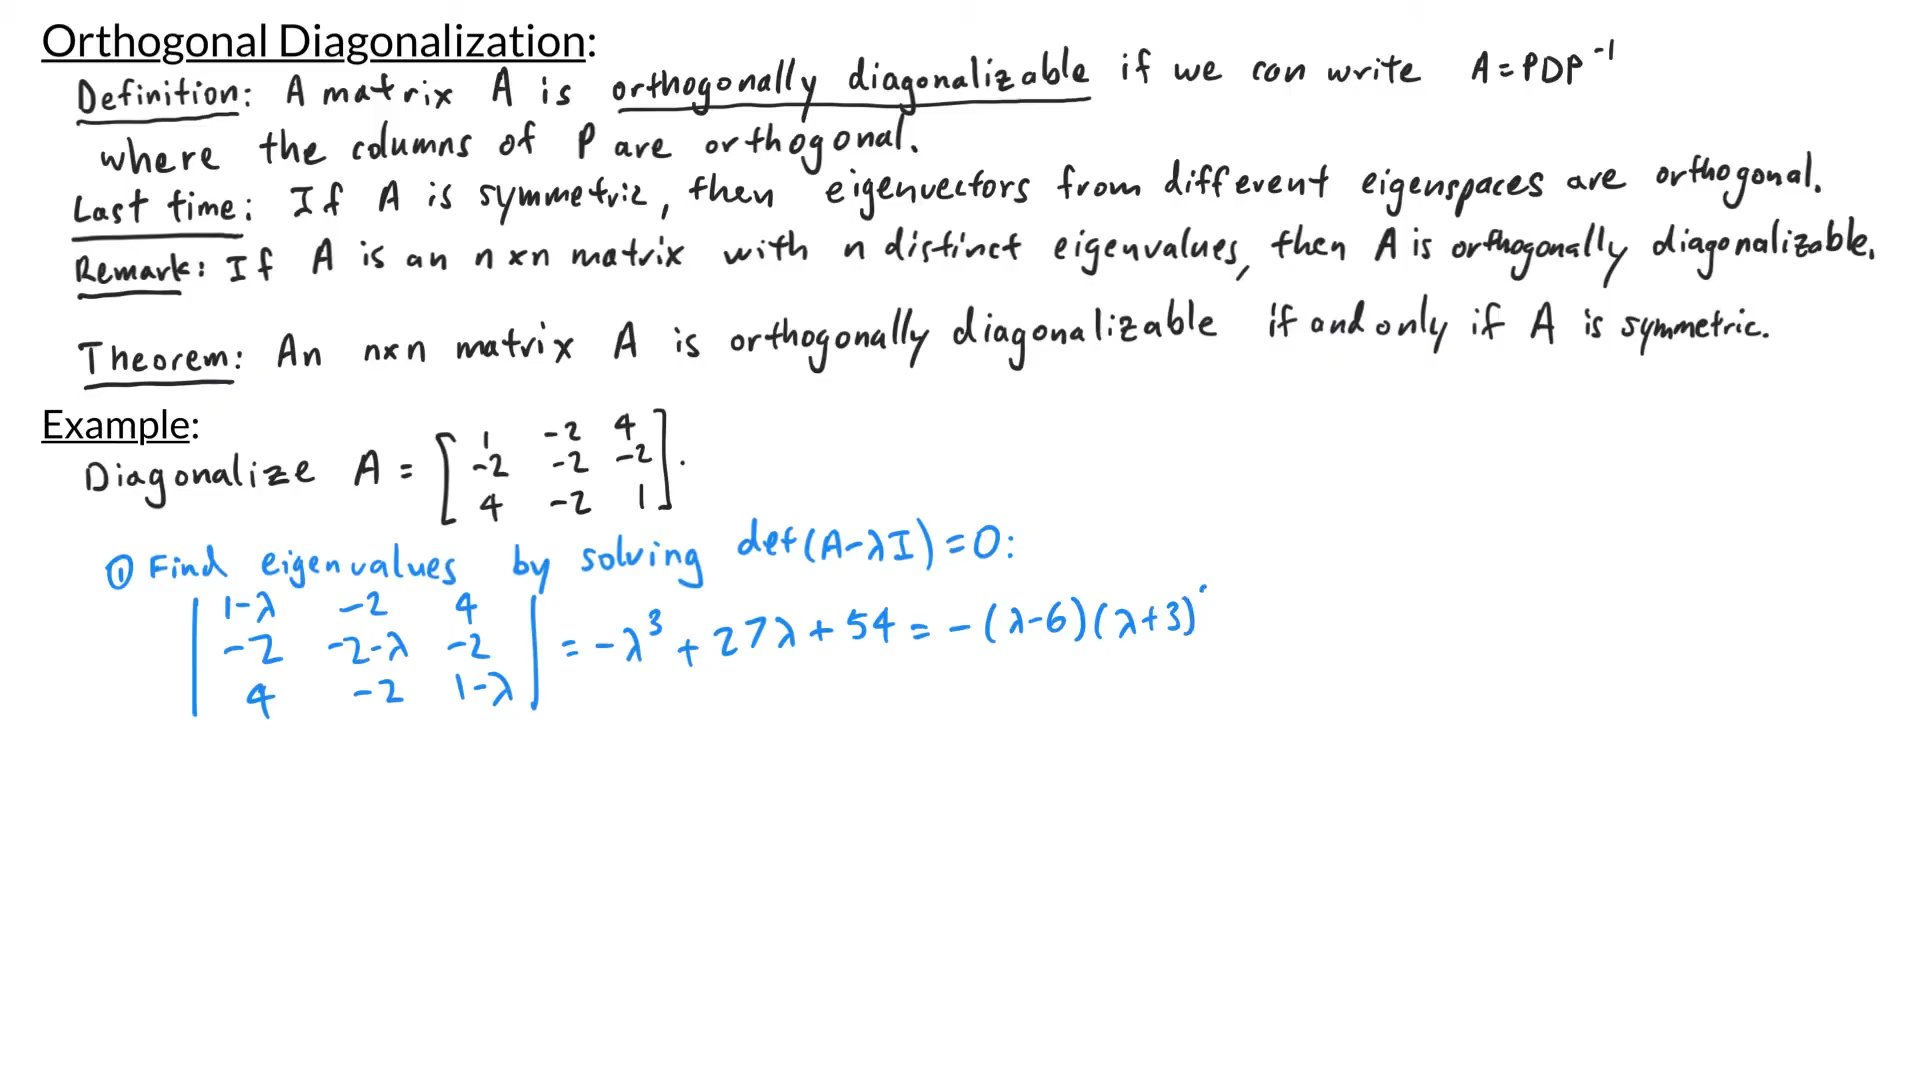 Orthogonal Diagonalization:
Definition: A matrix A is orthogonally diagonalizable if we can write A = PDP⁻¹
where the columns of P are orthogonal.
Last time: If A is symmetric, then eigenvectors from different eigenspaces are orthogonal.
Remark: If A is an n×n matrix with n distinct eigenvalues, then A is orthogonally diagonalizable.
Theorem: An n×n matrix A is orthogonally diagonalizable if and only if A is symmetric.
Example:
Diagonalize A = [1 -2 4
-2 -2 -2
4 -2 1].
① Find eigenvalues by solving det(A-λI) = 0:
|1-λ -2 4
-2 -2-λ -2
4 -2 1-λ| = -λ³ + 27λ + 54 = -(λ-6)(λ+3)